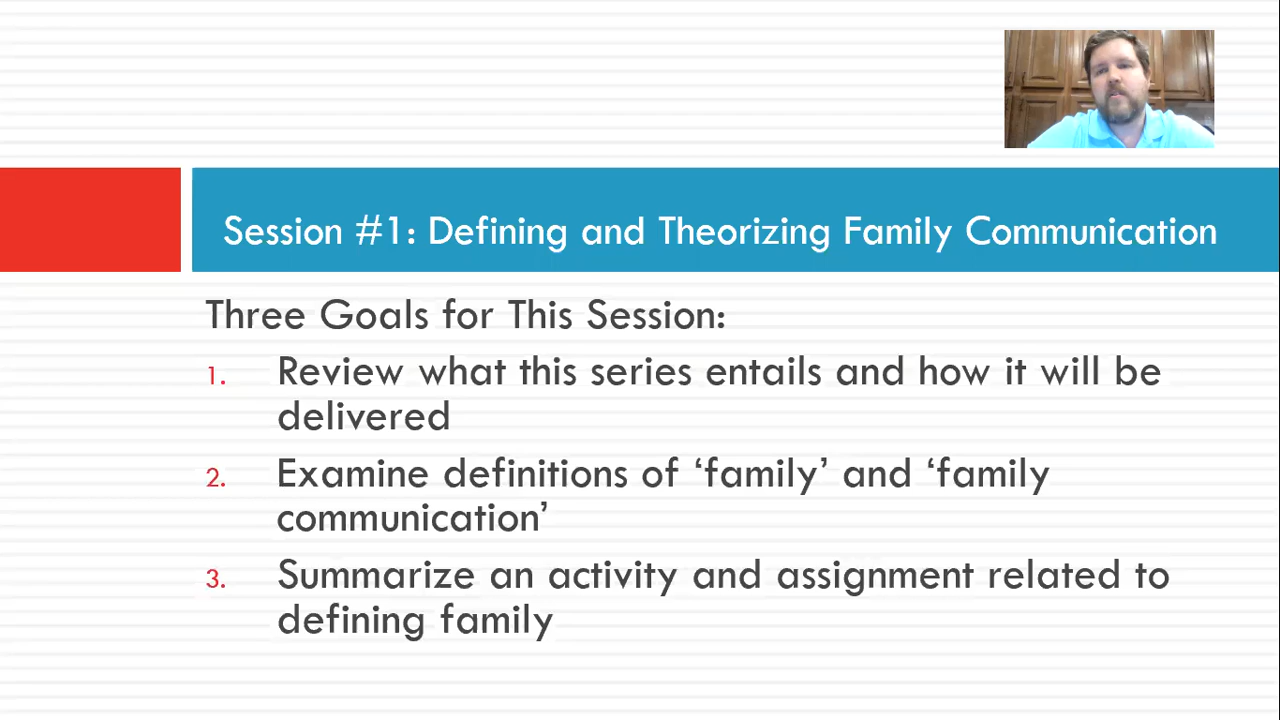 Session #1: Defining and Theorizing Family Communication
Three Goals for This Session:
1. Review what this series entails and how it will be
delivered
2. Examine definitions of ‘family’ and ‘family
communication’
3. Summarize an activity and assignment related to
defining family